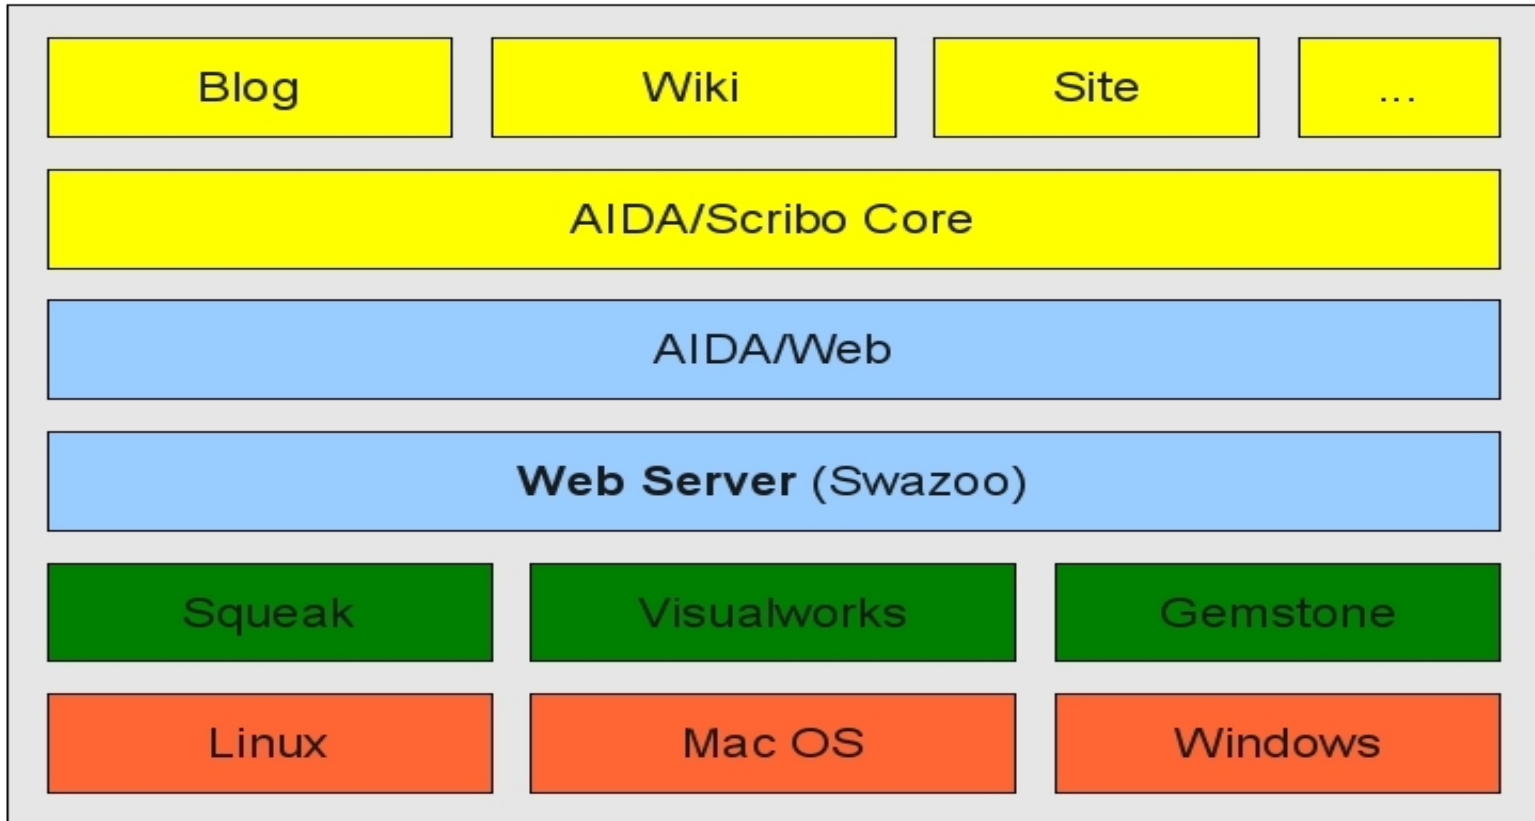 Blog
Wiki
Site
...
AIDA/Scribo Core
AIDA/Web
Web Server (Swazoo)
Squeak
Visualworks
Gemstone
Linux
Mac OS
Windows